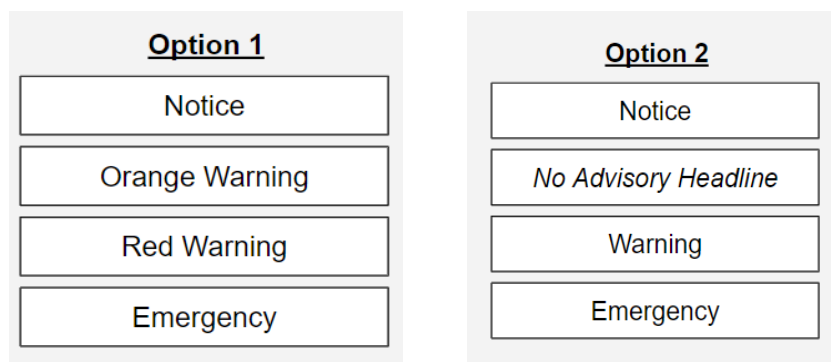 Option 1
Notice
Orange Warning
Red Warning
Emergency
Option 2
Notice
No Advisory Headline
Warning
Emergency